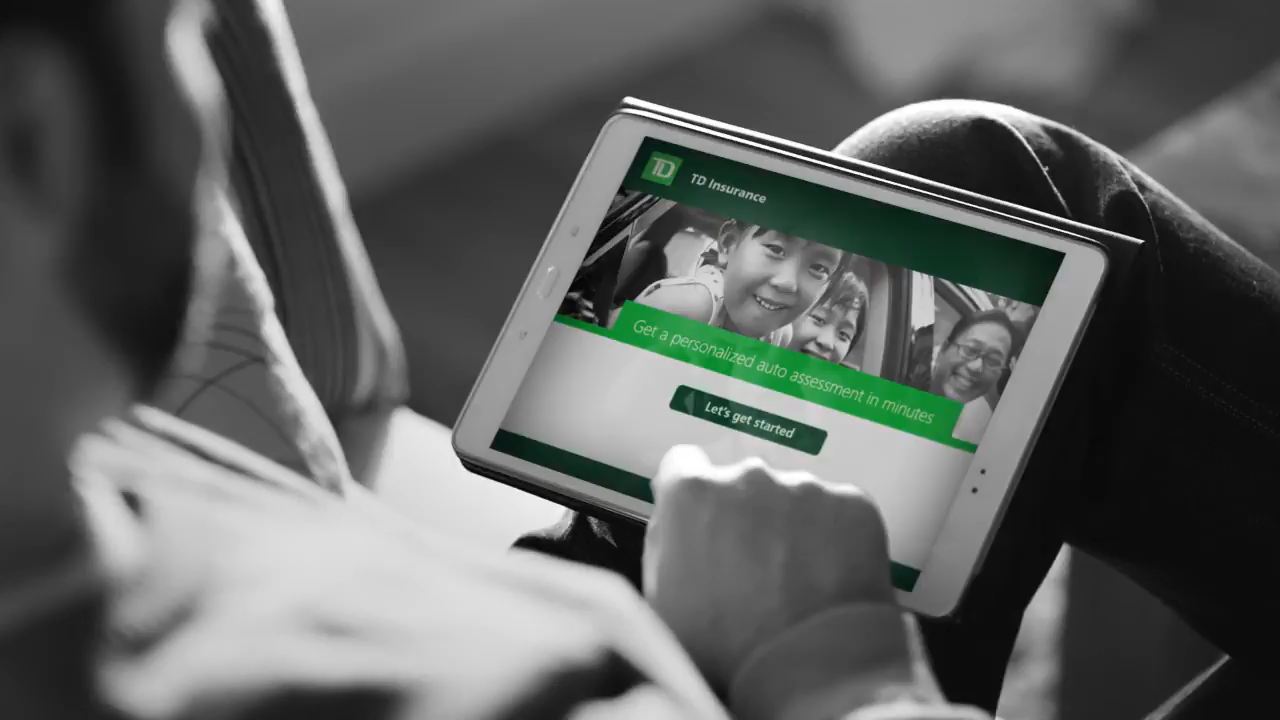 TD
TD Insurance
Get a personalized auto assessment in minutes
Let's get started